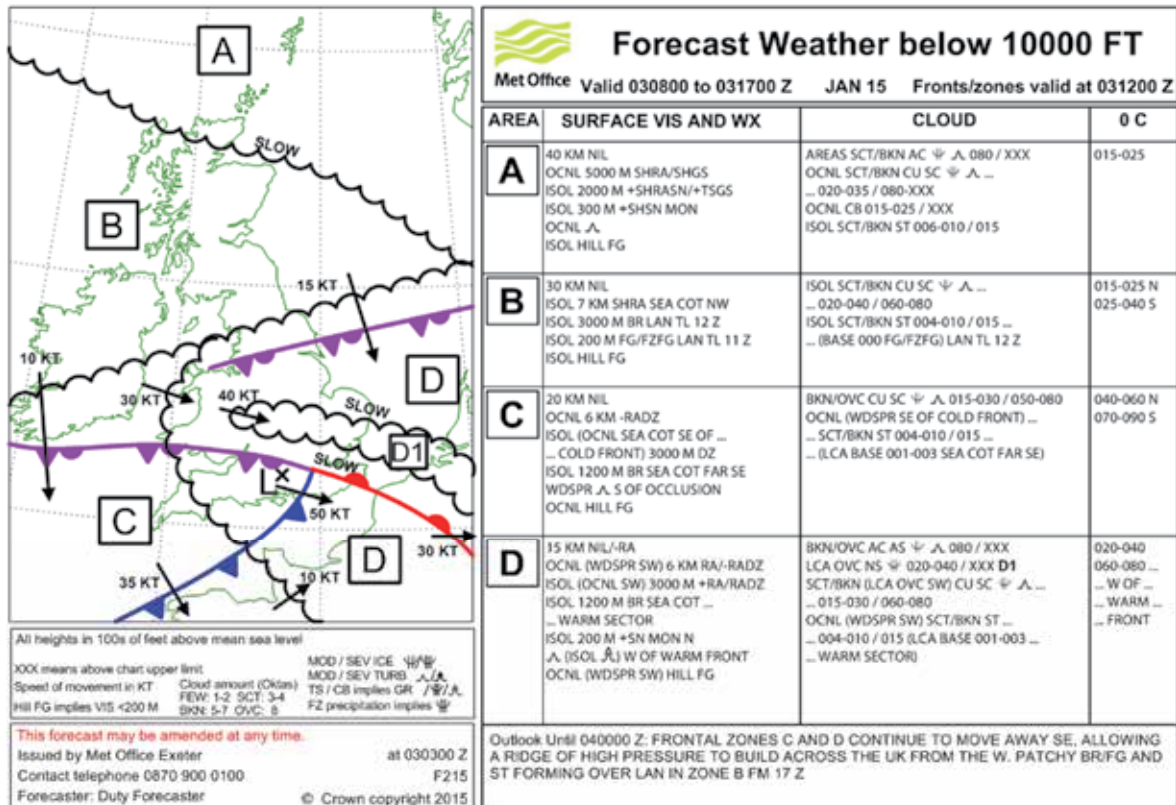 A
SLOW
B
15 KT
10 KT
D
30 KT
40 KT
SLOW
D1
SLOW
L
50 KT
C
D
30 KT
35 KT
10 KT
All heights in 100s of feet above mean sea level
XXX means above chart upper limit
Speed of movement in KT
Hill FG implies VIS <200 M
Cloud amount (Oktas)
FEW: 1-2 SCT: 3-4
BKN: 5-7 OVC: 8
MOD / SEV ICE
MOD / SEV TURB
TS / CB implies GR
FZ precipitation implies
This forecast may be amended at any time.
Issued by Met Office Exeter at 030300 Z
Contact telephone 0870 900 0100 F215
Forecaster: Duty Forecaster © Crown copyright 2015
Met Office
Forecast Weather below 10000 FT
Valid 030800 to 031700 Z JAN 15 Fronts/zones valid at 031200 Z
AREA SURFACE VIS AND WX CLOUD 0 C
A
40 KM NIL
OCNL 5000 M SHRA/SHGS
ISOL 2000 M +SHRASN/+TSGS
ISOL 300 M +SHSN MON
OCNL
ISOL HILL FG
AREAS SCT/BKN AC 080 / XXX
OCNL SCT/BKN CU SC ...
... 020-035 / 080-XXX
OCNL CB 015-025 / XXX
ISOL SCT/BKN ST 006-010 / 015
015-025
B
30 KM NIL
ISOL 7 KM SHRA SEA COT NW
ISOL 3000 M BR LAN TL 12 Z
ISOL 200 M FG/FZFG LAN TL 11 Z
ISOL HILL FG
ISOL SCT/BKN CU SC ...
... 020-040 / 060-080
ISOL SCT/BKN ST 004-010 / 015 ...
... (BASE 000 FG/FZFG) LAN TL 12 Z
015-025 N
025-040 S
C
20 KM NIL
OCNL 6 KM -RADZ
ISOL (OCNL SEA COT SE OF ...
... COLD FRONT) 3000 M DZ
ISOL 1200 M BR SEA COT FAR SE
WDSPR S OF OCCLUSION
OCNL HILL FG
BKN/OVC CU SC 015-030 / 050-080
OCNL (WDSPR SE OF COLD FRONT) ...
... SCT/BKN ST 004-010 / 015 ...
... (LCA BASE 001-003 SEA COT FAR SE)
040-060 N
070-090 S
D
35 KM NIL/-RA
OCNL (WDSPR SW) 6 KM RA/-RADZ
ISOL (OCNL SW) 3000 M +RA/RADZ
ISOL 1200 M BR SEA COT ...
... WARM SECTOR
ISOL 200 M +SN MON N
(ISOL ) W OF WARM FRONT
OCNL (WDSPR SW) HILL FG
BKN/OVC AC AS 080 / XXX
LCA OVC NS 020-040 / XXX D1
SCT/BKN (LCA OVC SW) CU SC ...
... 015-030 / 060-080
OCNL (WDSPR SW) SCT/BKN ST ...
... 004-010 / 015 (LCA BASE 001-003 ...
... WARM SECTOR)
020-040
060-080 ...
... W OF ...
... WARM ...
... FRONT
Outlook Until 040000 Z: FRONTAL ZONES C AND D CONTINUE TO MOVE AWAY SE, ALLOWING
A RIDGE OF HIGH PRESSURE TO BUILD ACROSS THE UK FROM THE W. PATCHY BR/FG AND
ST FORMING OVER LAN IN ZONE B FM 17 Z